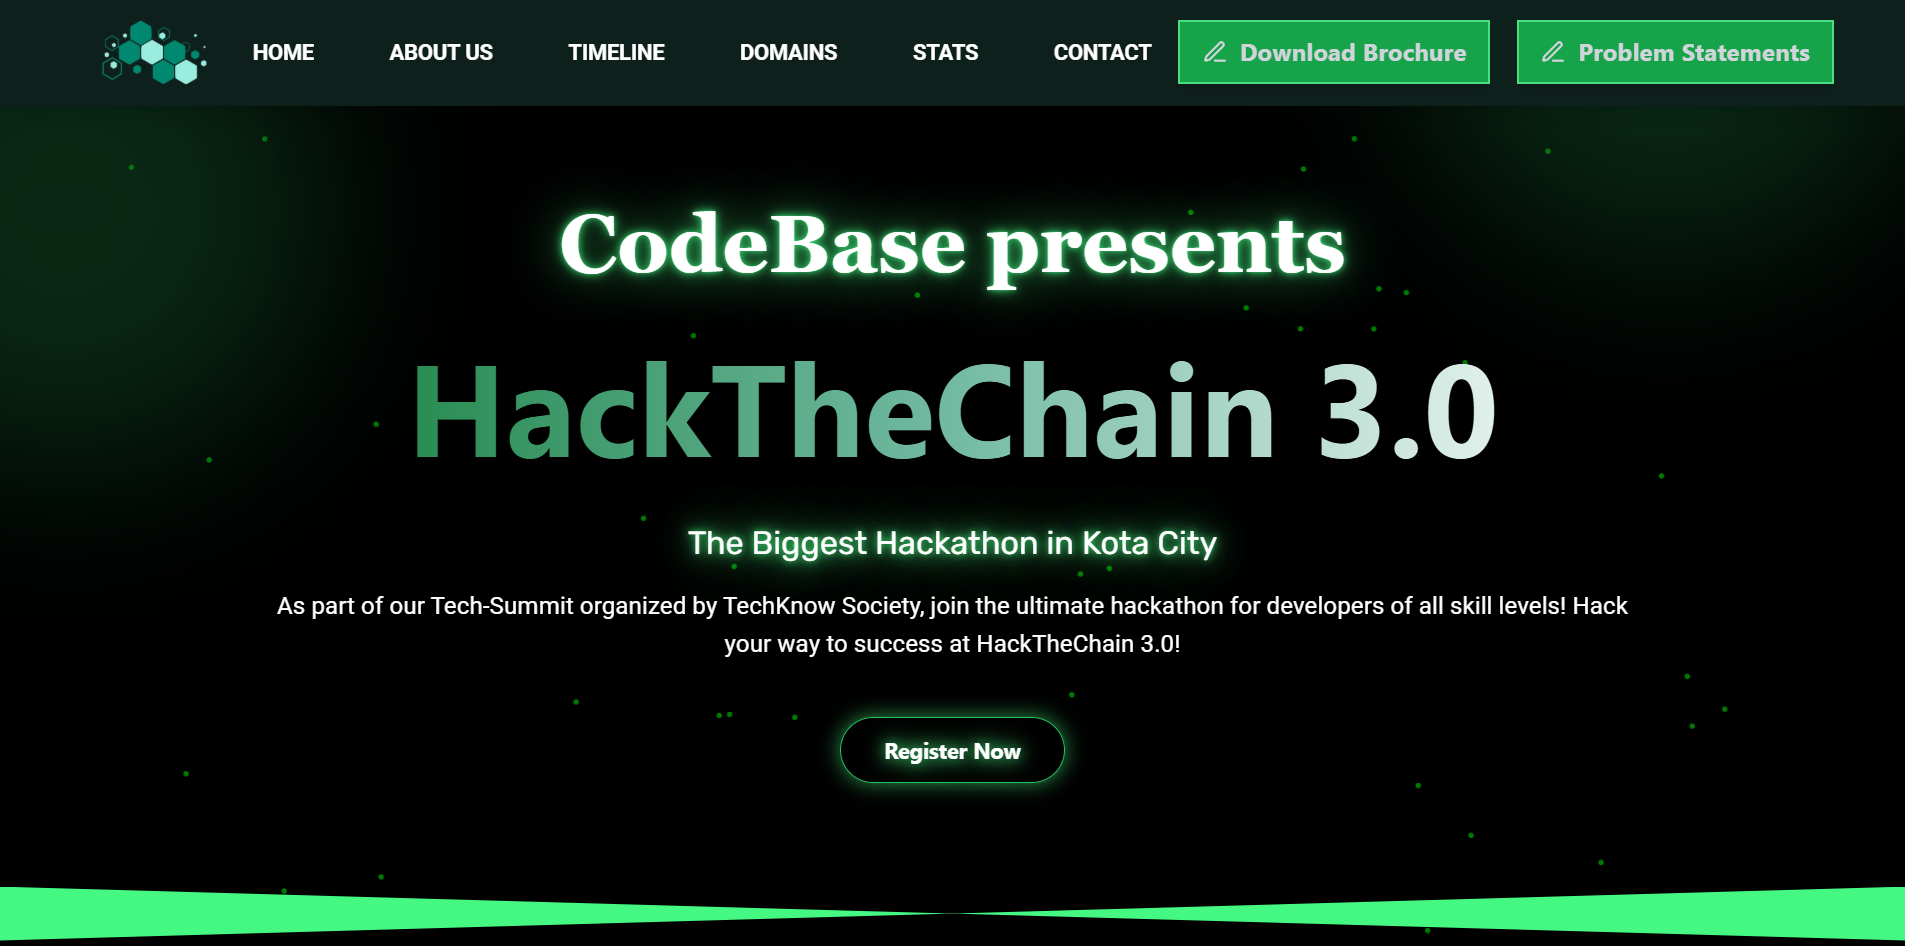 HOME
ABOUT US
TIMELINE
DOMAINS
STATS
CONTACT
Download Brochure
Problem Statements
CodeBase presents
HackTheChain 3.0
The Biggest Hackathon in Kota City
As part of our Tech-Summit organized by TechKnow Society, join the ultimate hackathon for developers of all skill levels! Hack
your way to success at HackTheChain 3.0!
Register Now